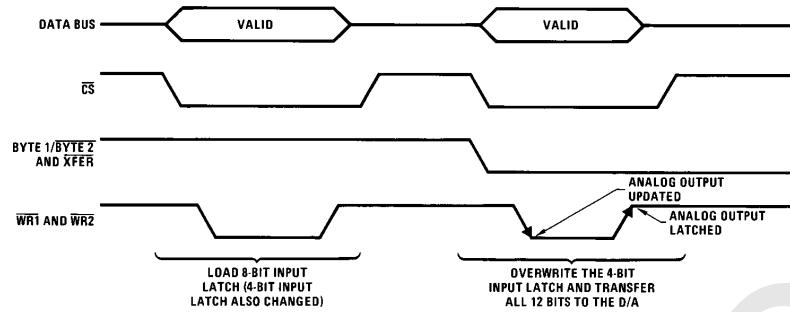 DATA BUS
VALID
VALID
CS
BYTE 1/BYTE 2
AND XFER
ANALOG OUTPUT
UPDATED
WR1 AND WR2
ANALOG OUTPUT
LATCHED
LOAD 8-BIT INPUT
LATCH (4-BIT INPUT
LATCH ALSO CHANGED)
OVERWRITE THE 4-BIT
INPUT LATCH AND TRANSFER
ALL 12 BITS TO THE D/A